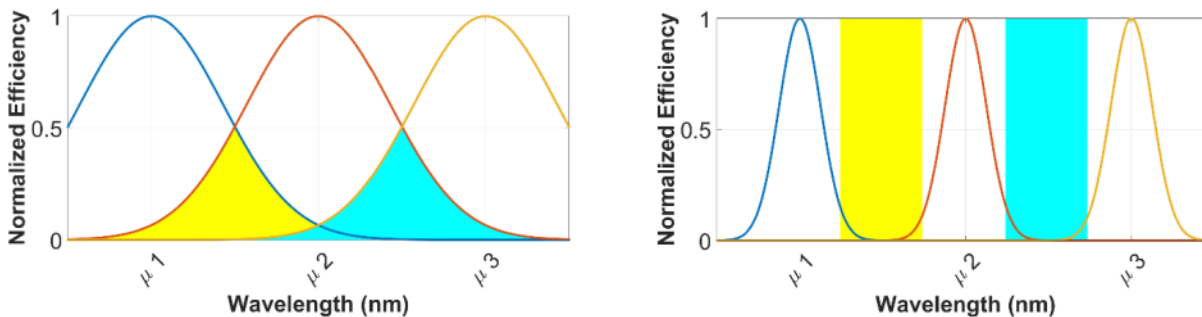 Normalized Efficiency
1
0.5
0
μ 1
μ 2
μ 3
Wavelength (nm)
Normalized Efficiency
1
0.5
0
μ 1
μ 2
μ 3
Wavelength (nm)